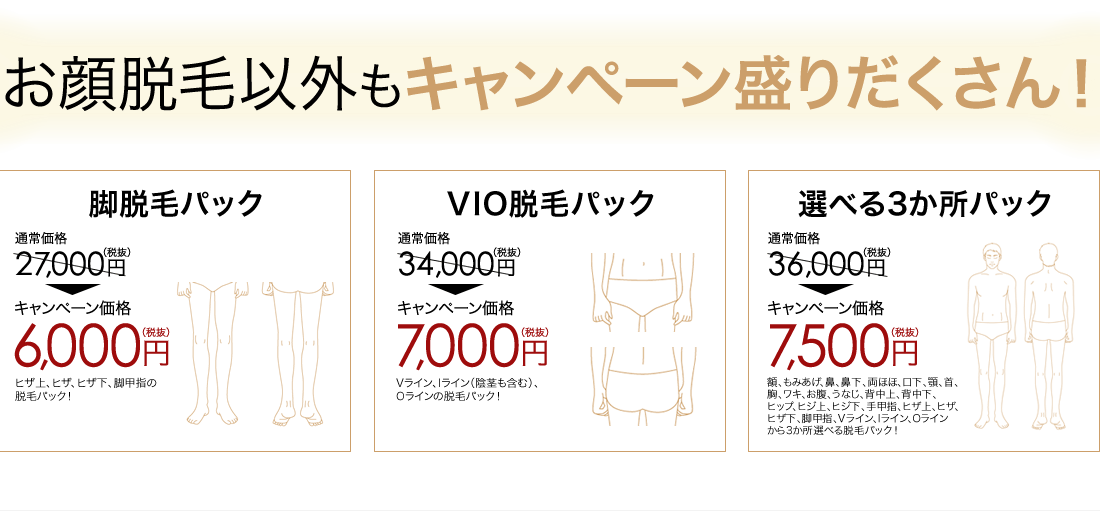 お顔脱毛以外もキャンペーン盛りだくさん！
脚脱毛パック
通常価格
27,000円(税抜)
キャンペーン価格
6,000円(税抜)
ヒザ上、ヒザ、ヒザ下、脚甲指の
脱毛パック！
VIO脱毛パック
通常価格
34,000円(税抜)
キャンペーン価格
7,000円(税抜)
Vライン、Iライン(陰茎も含む)、
Oラインの脱毛パック！
選べる3か所パック
通常価格
36,000円(税抜)
キャンペーン価格
7,500円(税抜)
額、もみあげ、鼻、鼻下、両ほほ、口下、顎、首、
胸、ワキ、お腹、うなじ、背中上、背中下、
ヒップ、ヒジ上、ヒジ下、手甲指、ヒザ上、ヒザ、
ヒザ下、脚甲指、Vライン、Iライン、Oライン
から3か所選べる脱毛パック！